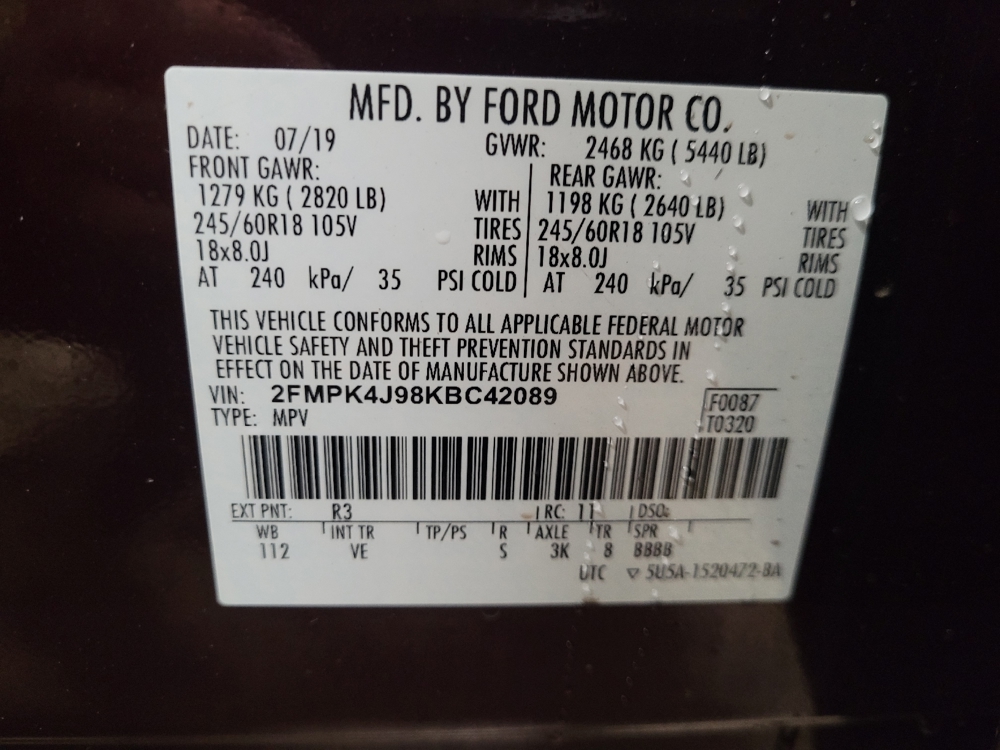 MFD. BY FORD MOTOR CO.
DATE: 07/19 GVWR: 2468 KG ( 5440 LB)
FRONT GAWR: REAR GAWR:
1279 KG ( 2820 LB) WITH 1198 KG ( 2640 LB) WITH
245/60R18 105V TIRES 245/60R18 105V TIRES
18x8.0J RIMS 18x8.0J RIMS
AT 240 kPa/ 35 PSI COLD AT 240 kPa/ 35 PSI COLD
THIS VEHICLE CONFORMS TO ALL APPLICABLE FEDERAL MOTOR
VEHICLE SAFETY AND THEFT PREVENTION STANDARDS IN
EFFECT ON THE DATE OF MANUFACTURE SHOWN ABOVE.
VIN: 2FMPK4J98KBC42089 F0087
TYPE: MPV T0320
EXT PNT: R3 RC: 11 DSO:
WB INT TR TP/PS R AXLE TR SPR
112 VE S 3K 8 BBBB
UTC ▽ 5U5A-1520472-BA